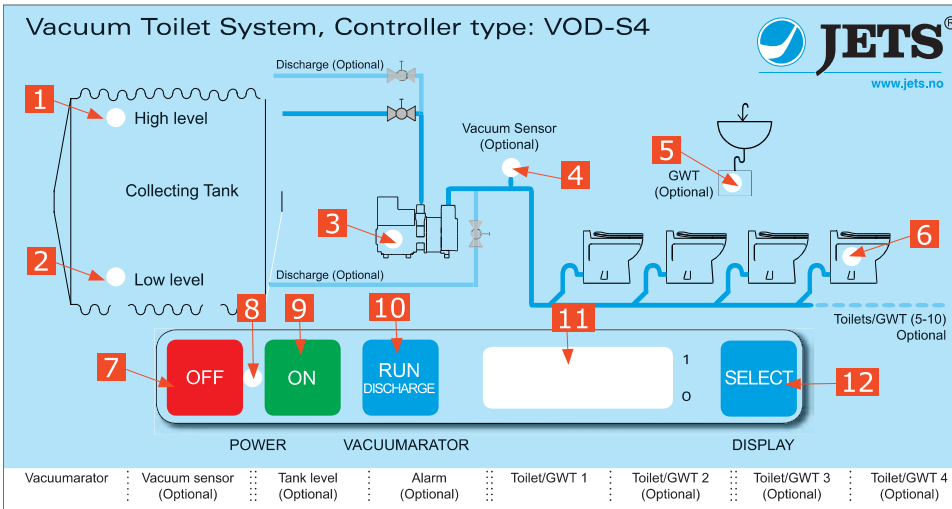 Vacuum Toilet System, Controller type: VOD-S4
JETS®
www.jets.no
Discharge (Optional)
1
High level
Vacuum Sensor
(Optional)
4
5
GWT
(Optional)
Collecting Tank
3
6
2
Low level
Discharge (Optional)
Toilets/GWT (5-10)
Optional
7
8
9
10
11
12
OFF
ON
RUN
DISCHARGE
1
0
SELECT
POWER
VACUUMARATOR
DISPLAY
Vacuumarator
Vacuum sensor
(Optional)
Tank level
(Optional)
Alarm
(Optional)
Toilet/GWT 1
Toilet/GWT 2
(Optional)
Toilet/GWT 3
(Optional)
Toilet/GWT 4
(Optional)